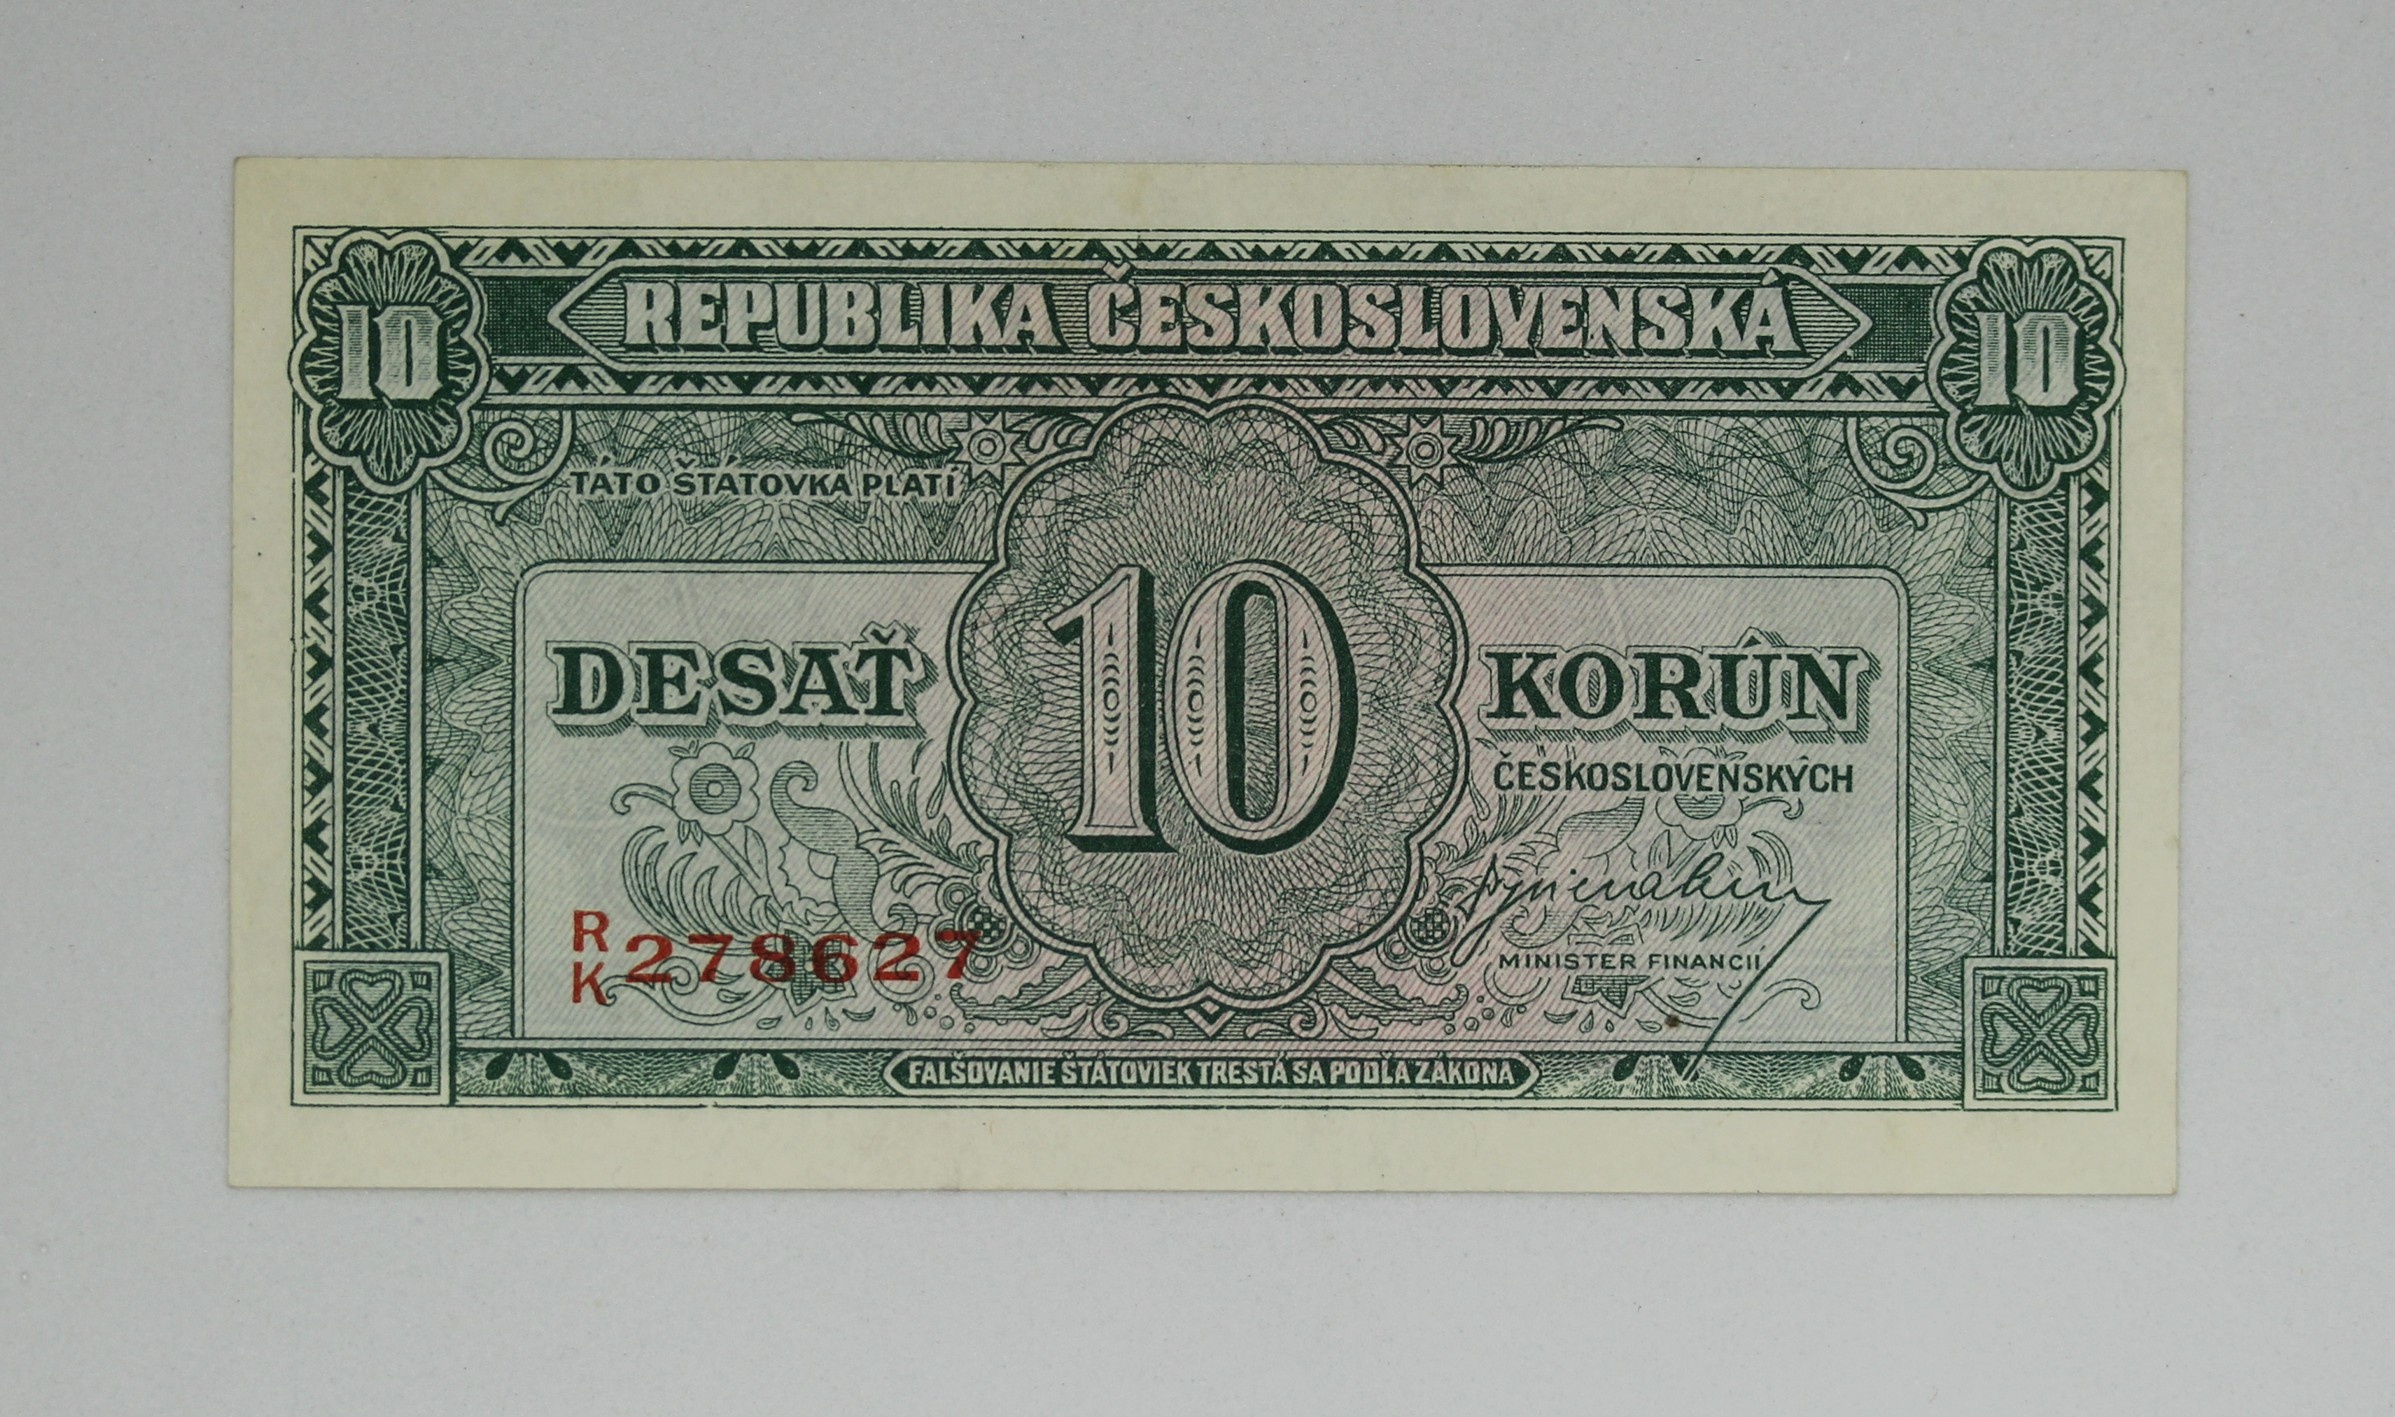 10 REPUBLIKA ČESKOSLOVENSKÁ 10
TÁTO ŠTÁTOVKA PLATÍ
DESAŤ 10 KORÚN
ČESKOSLOVENSKÝCH
RK 278627
MINISTER FINANCIÍ.
FALŠOVANIE ŠTÁTOVIEK TRESTÁ SA PODĽA ZÁKONA